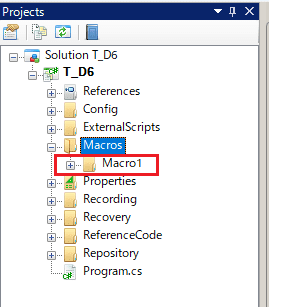 Projects
Solution T_D6
T_D6
References
Config
ExternalScripts
Macros
Macro1
Properties
Recording
Recovery
ReferenceCode
Repository
Program.cs